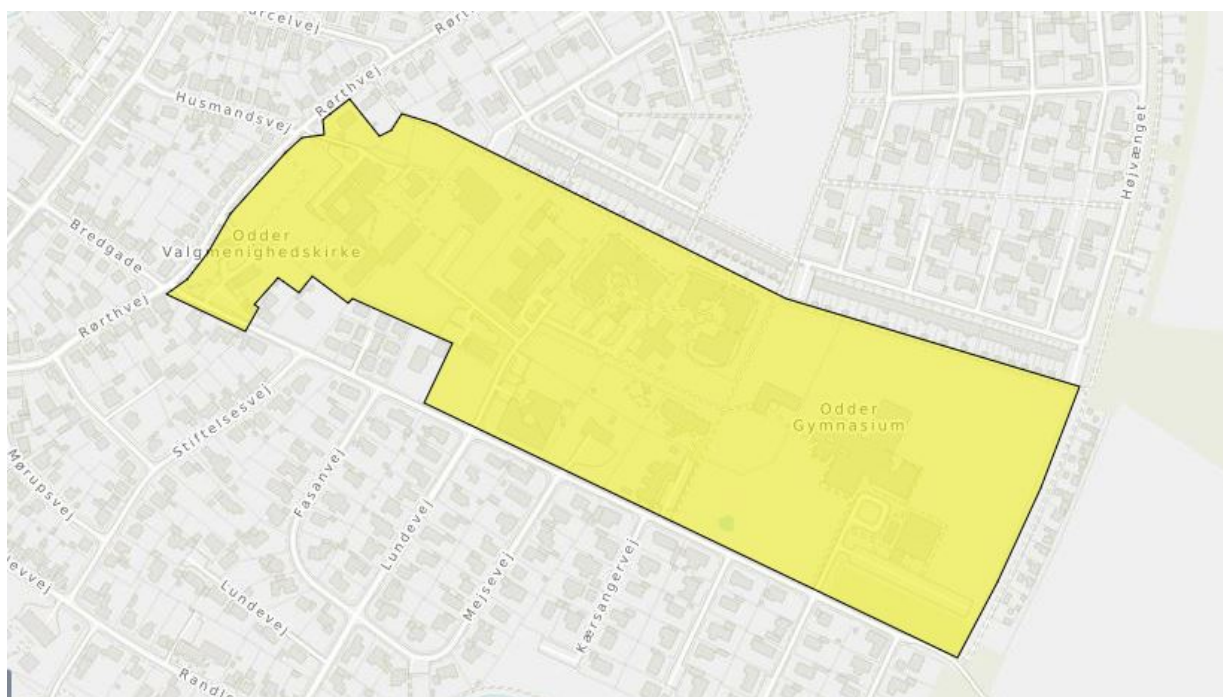 Rørthvej
Husmandsvej
Højvænget
Bredgade
Odder
Valgmenighedskirke
Rørthvej
Odder
Gymnasium
Stiftelsesvej
Mørupsvej
Fasanvej
Lundevej
Mejsevej
Kærsangervej
Lundevej